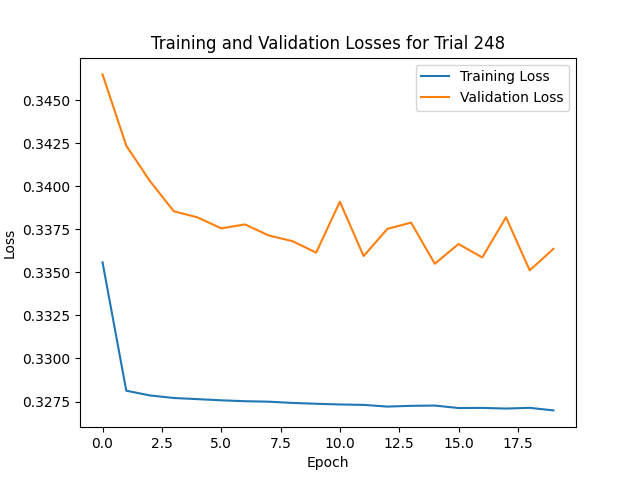 Training and Validation Losses for Trial 248
Training Loss
Validation Loss
0.3450
0.3425
0.3400
0.3375
0.3350
0.3325
0.3300
0.3275
Loss
0.0 2.5 5.0 7.5 10.0 12.5 15.0 17.5
Epoch